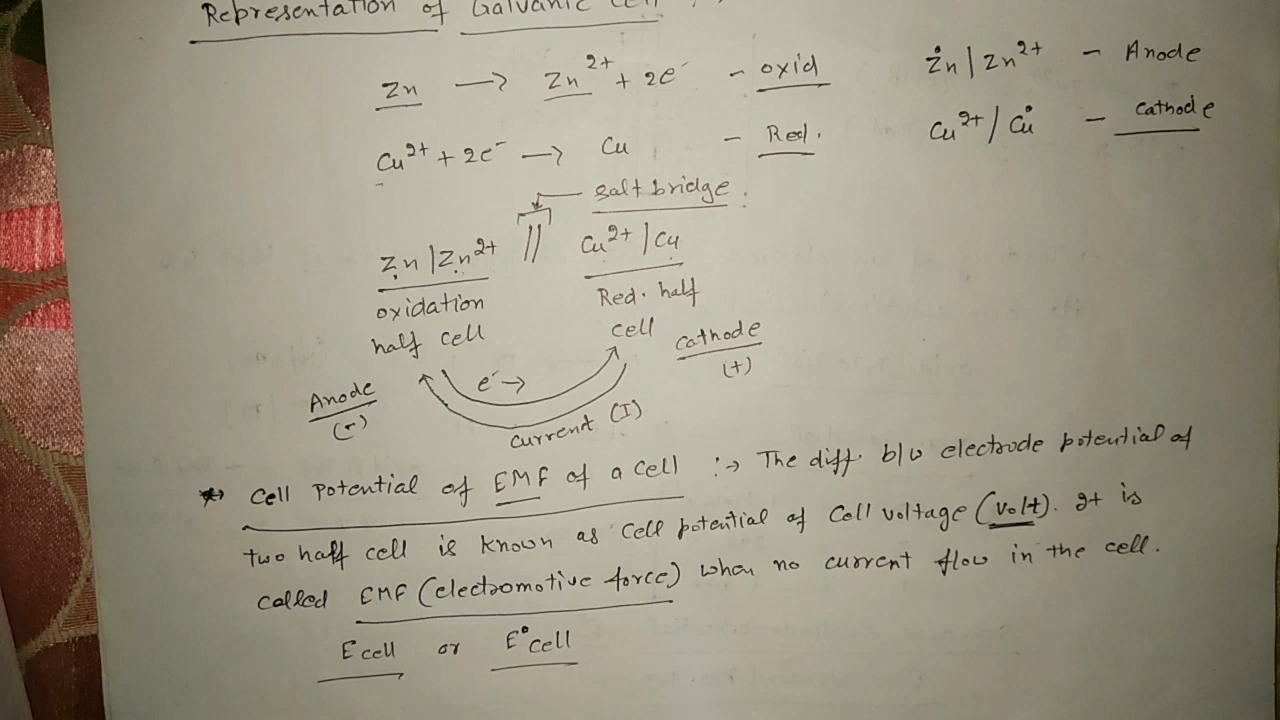 Representation of Galvanic Cell
Zn → Zn²⁺ + 2e⁻ - oxid
Zn | Zn²⁺ - Anode
Cu²⁺ + 2e⁻ → Cu - Red.
Cu²⁺ / Cu - Cathode
salt bridge.
Zn | Zn²⁺ || Cu²⁺ | Cu
oxidation
half cell
Red. half
cell
Cathode
(+)
Anode
(-)
e⁻ →
Current (I)
Cell Potential of EMF of a Cell :→ The diff. b/w electrode potential of
two half cell is known as Cell potential of Cell voltage (volt). It is
called EMF (electromotive force) when no current flow in the cell.
Ecell or E°cell